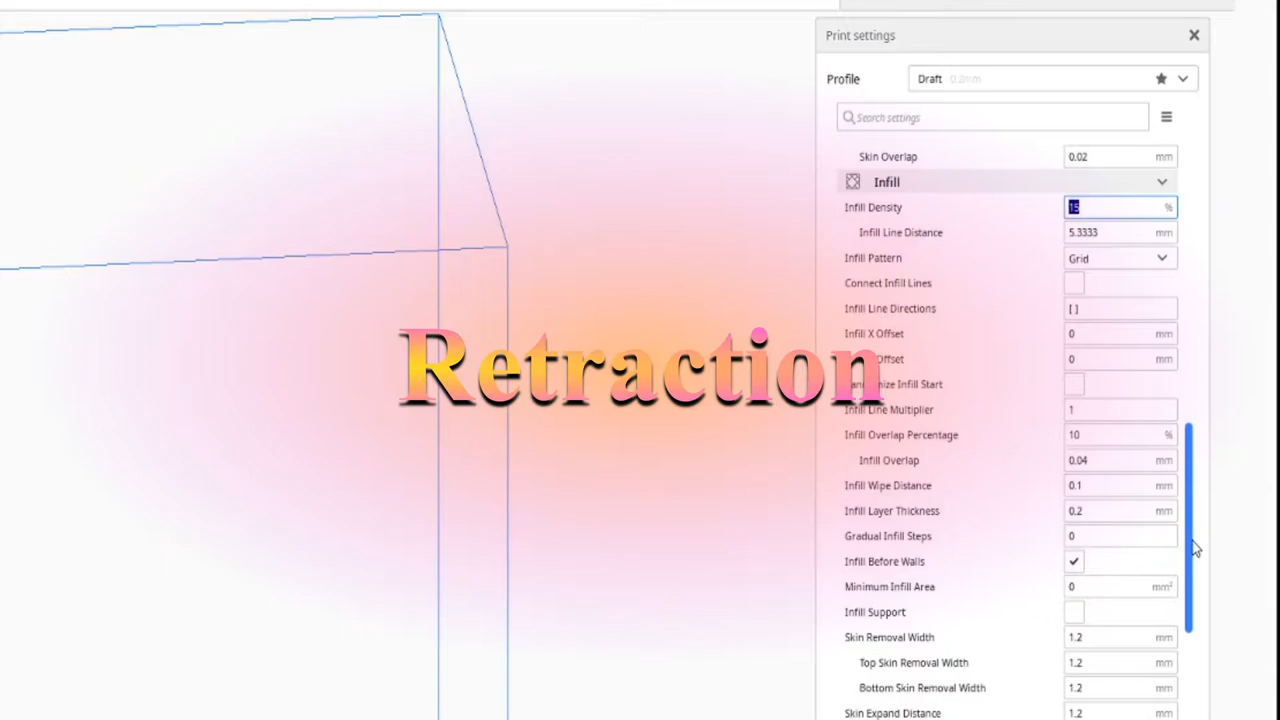 Print settings
Profile
Draft 0.2mm
Search settings
Skin Overlap 0.02 mm
Infill
Infill Density 15 %
Infill Line Distance 5.3333 mm
Infill Pattern Grid
Connect Infill Lines
Infill Line Directions [ ]
Infill X Offset 0 mm
Offset 0 mm
Retraction
Infill Start
Infill Line Multiplier 1
Infill Overlap Percentage 10 %
Infill Overlap 0.04 mm
Infill Wipe Distance 0.1 mm
Infill Layer Thickness 0.2 mm
Gradual Infill Steps 0
Infill Before Walls
Minimum Infill Area 0 mm²
Infill Support
Skin Removal Width 1.2 mm
Top Skin Removal Width 1.2 mm
Bottom Skin Removal Width 1.2 mm
Skin Expand Distance 1.2 mm